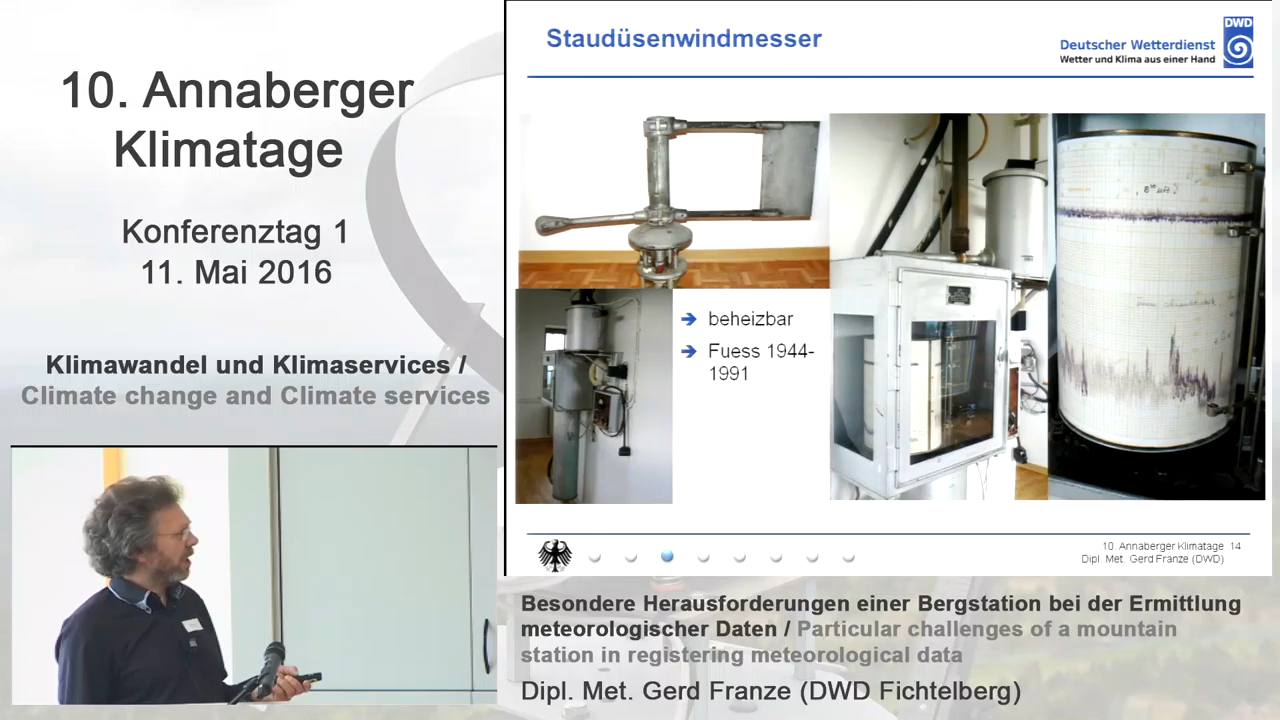 10. Annaberger
Klimatage
Konferenztag 1
11. Mai 2016
Klimawandel und Klimaservices /
Climate change and Climate services
Staudüsenwindmesser
DWD
Deutscher Wetterdienst
Wetter und Klima aus einer Hand
beheizbar
Fuess 1944-
1991
10. Annaberger Klimatage 14
Dipl. Met. Gerd Franze (DWD)
Besondere Herausforderungen einer Bergstation bei der Ermittlung
meteorologischer Daten / Particular challenges of a mountain
station in registering meteorological data
Dipl. Met. Gerd Franze (DWD Fichtelberg)